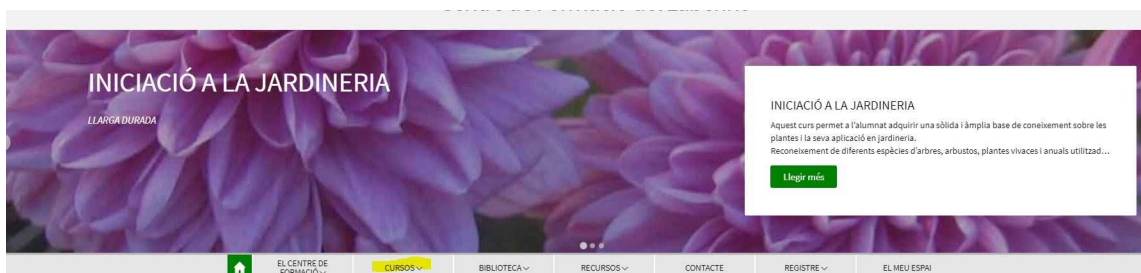 INICIACIÓ A LA JARDINERIA
LLARGA DURADA
INICIACIÓ A LA JARDINERIA
Aquest curs permet a l'alumnat adquirir una sòlida i àmplia base de coneixement sobre les
plantes i la seva aplicació en jardineria.
Reconeixement de diferents espècies d'arbres, arbustos, plantes vivaces i anuals utilitzad...
Llegir més
EL CENTRE DE
FORMACIÓ
CURSOS
BIBLIOTECA
RECURSOS
CONTACTE
REGISTRE
EL MEU ESPAI